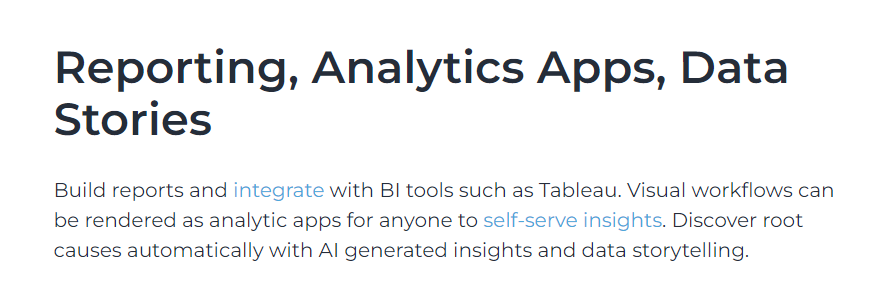 Reporting, Analytics Apps, Data
Stories
Build reports and integrate with BI tools such as Tableau. Visual workflows can
be rendered as analytic apps for anyone to self-serve insights. Discover root
causes automatically with AI generated insights and data storytelling.